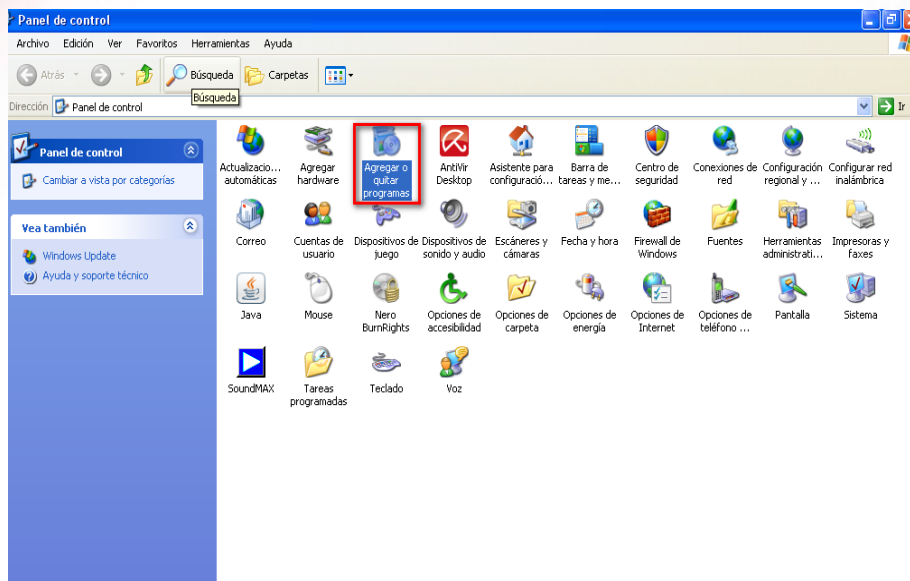 Panel de control
Archivo Edición Ver Favoritos Herramientas Ayuda
Atrás Búsqueda Carpetas
Búsqueda
Dirección Panel de control Ir
Panel de control
Cambiar a vista por categorías
Vea también
Windows Update
Ayuda y soporte técnico
Actualizacio...
automáticas
Agregar
hardware
Agregar o
quitar
programas
AntiVir
Desktop
Asistente para
configuració...
Barra de
tareas y me...
Centro de
seguridad
Conexiones de
red
Configuración
regional y ...
Configurar red
inalámbrica
Correo
Cuentas de
usuario
Dispositivos de
juego
Dispositivos de
sonido y audio
Escáneres y
cámaras
Fecha y hora
Firewall de
Windows
Fuentes
Herramientas
administrati...
Impresoras y
faxes
Java
Mouse
Nero
BurnRights
Opciones de
accesibilidad
Opciones de
carpeta
Opciones de
energía
Opciones de
Internet
Opciones de
teléfono ...
Pantalla
Sistema
SoundMAX
Tareas
programadas
Teclado
Voz